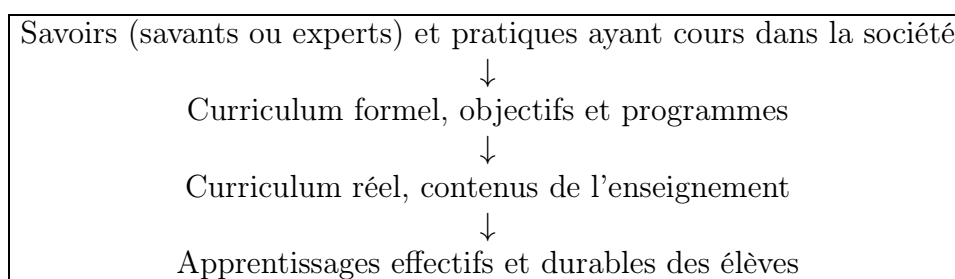 Savoirs (savants ou experts) et pratiques ayant cours dans la société
↓
Curriculum formel, objectifs et programmes
↓
Curriculum réel, contenus de l'enseignement
↓
Apprentissages effectifs et durables des élèves